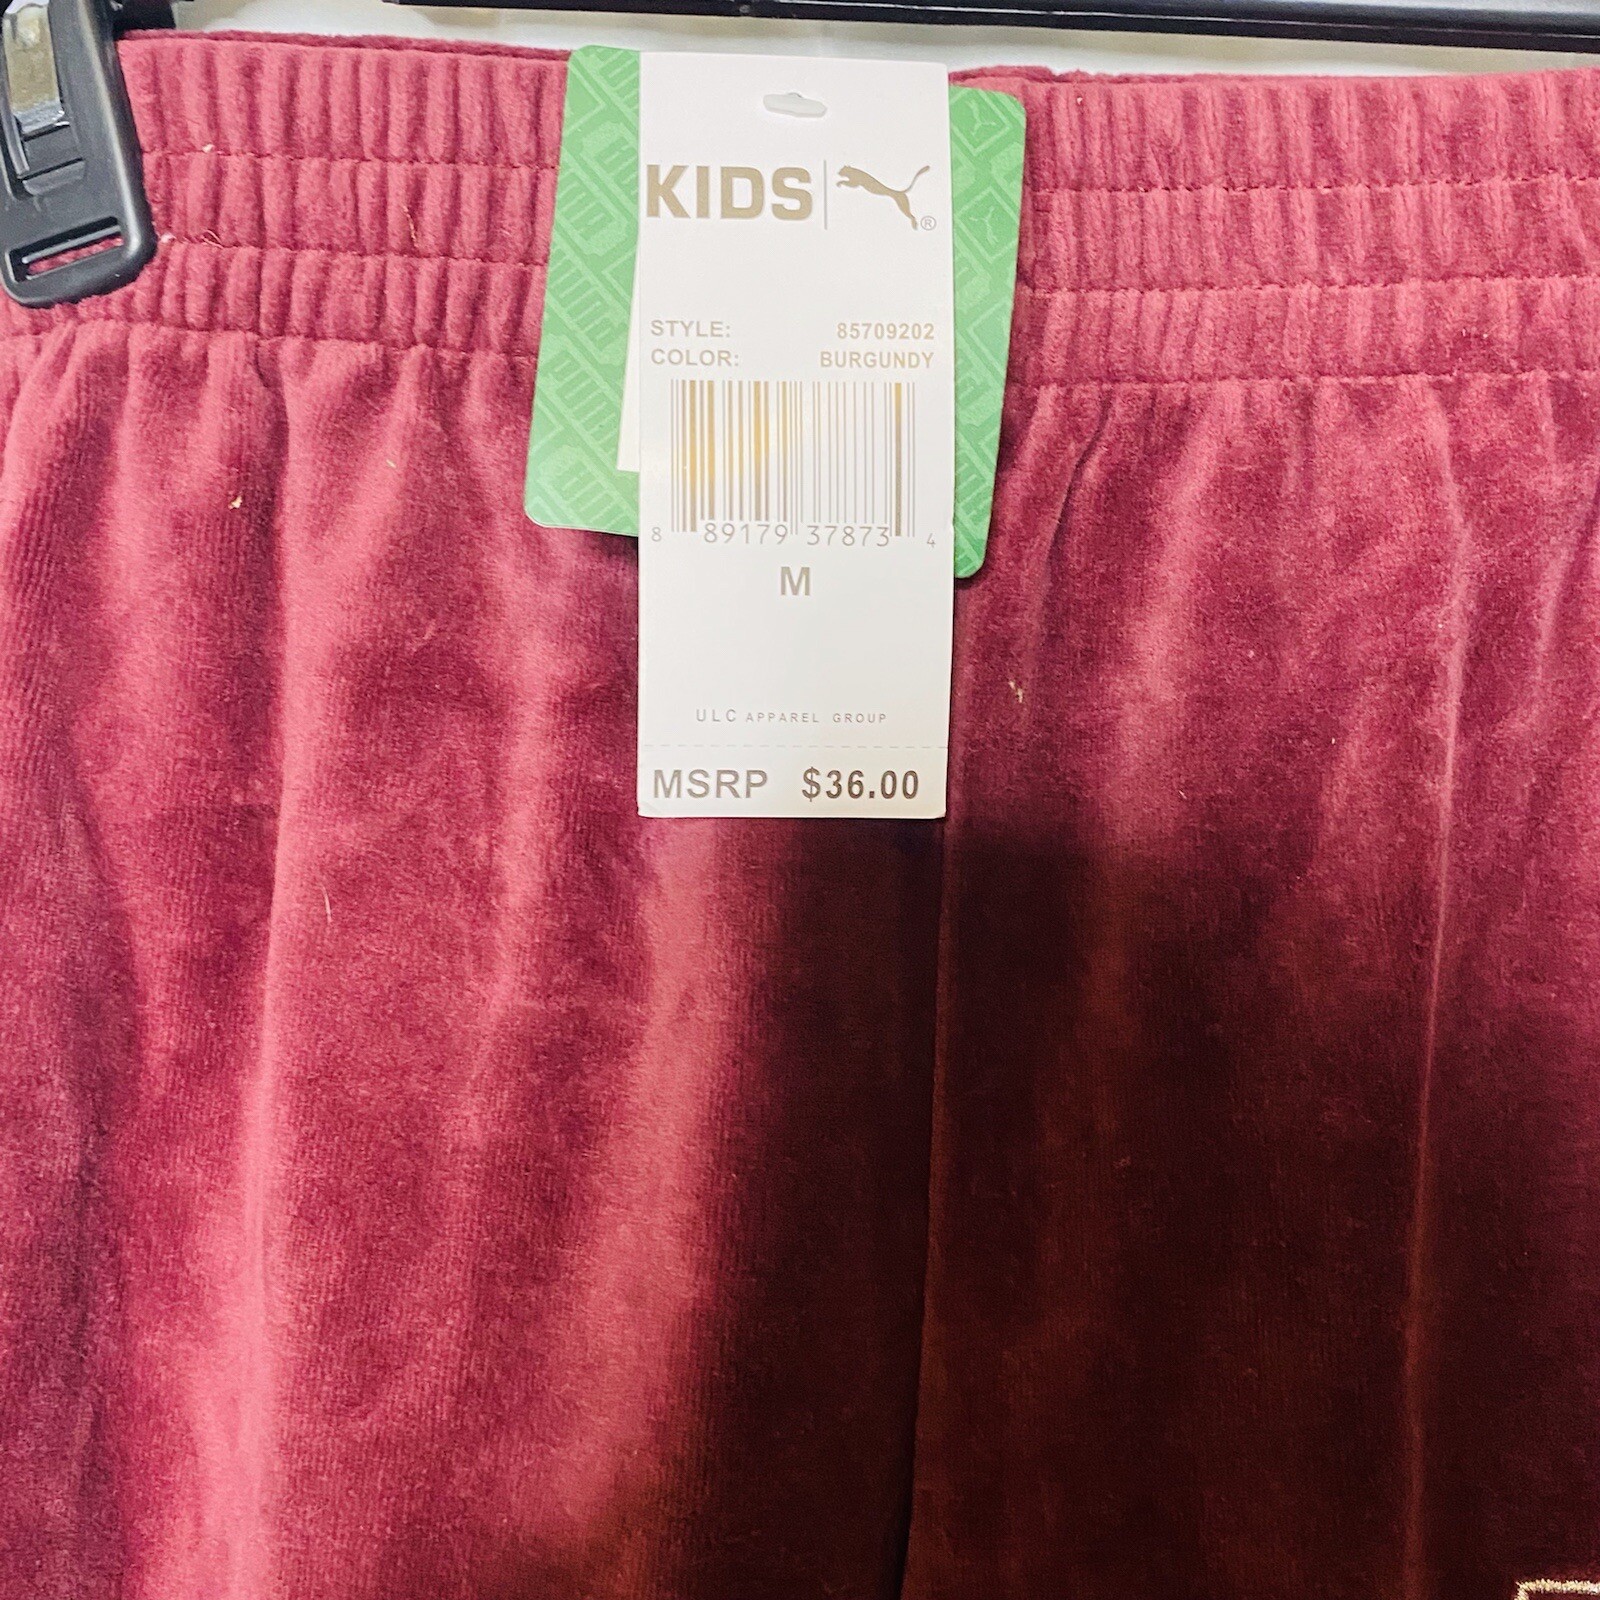 KIDS
STYLE: 85709202
COLOR: BURGUNDY
8 89179 37873 4
M
ULC APPAREL GROUP
MSRP $36.00